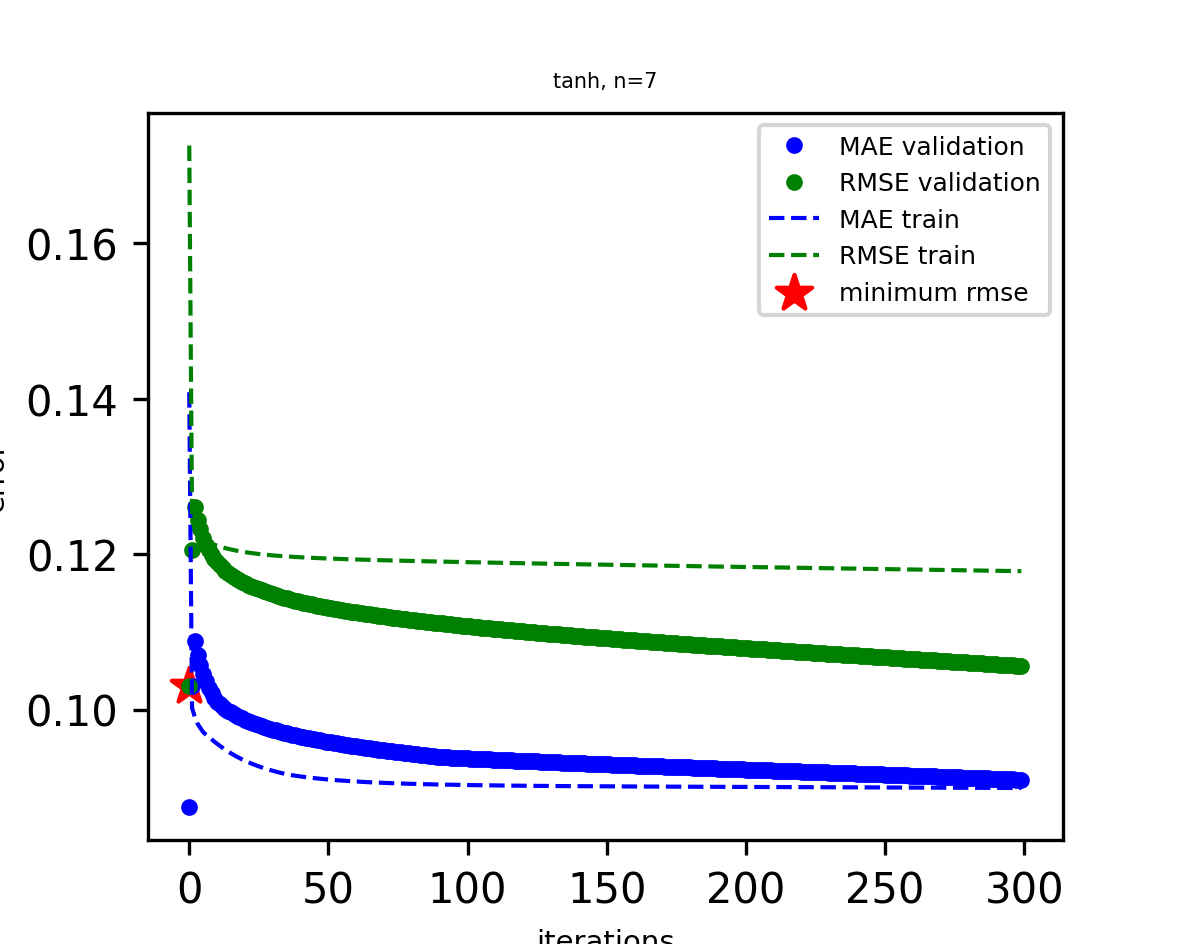 tanh, n=7
MAE validation
RMSE validation
MAE train
RMSE train
minimum rmse
0.16
0.14
0.12
0.10
0 50 100 150 200 250 300
iterations